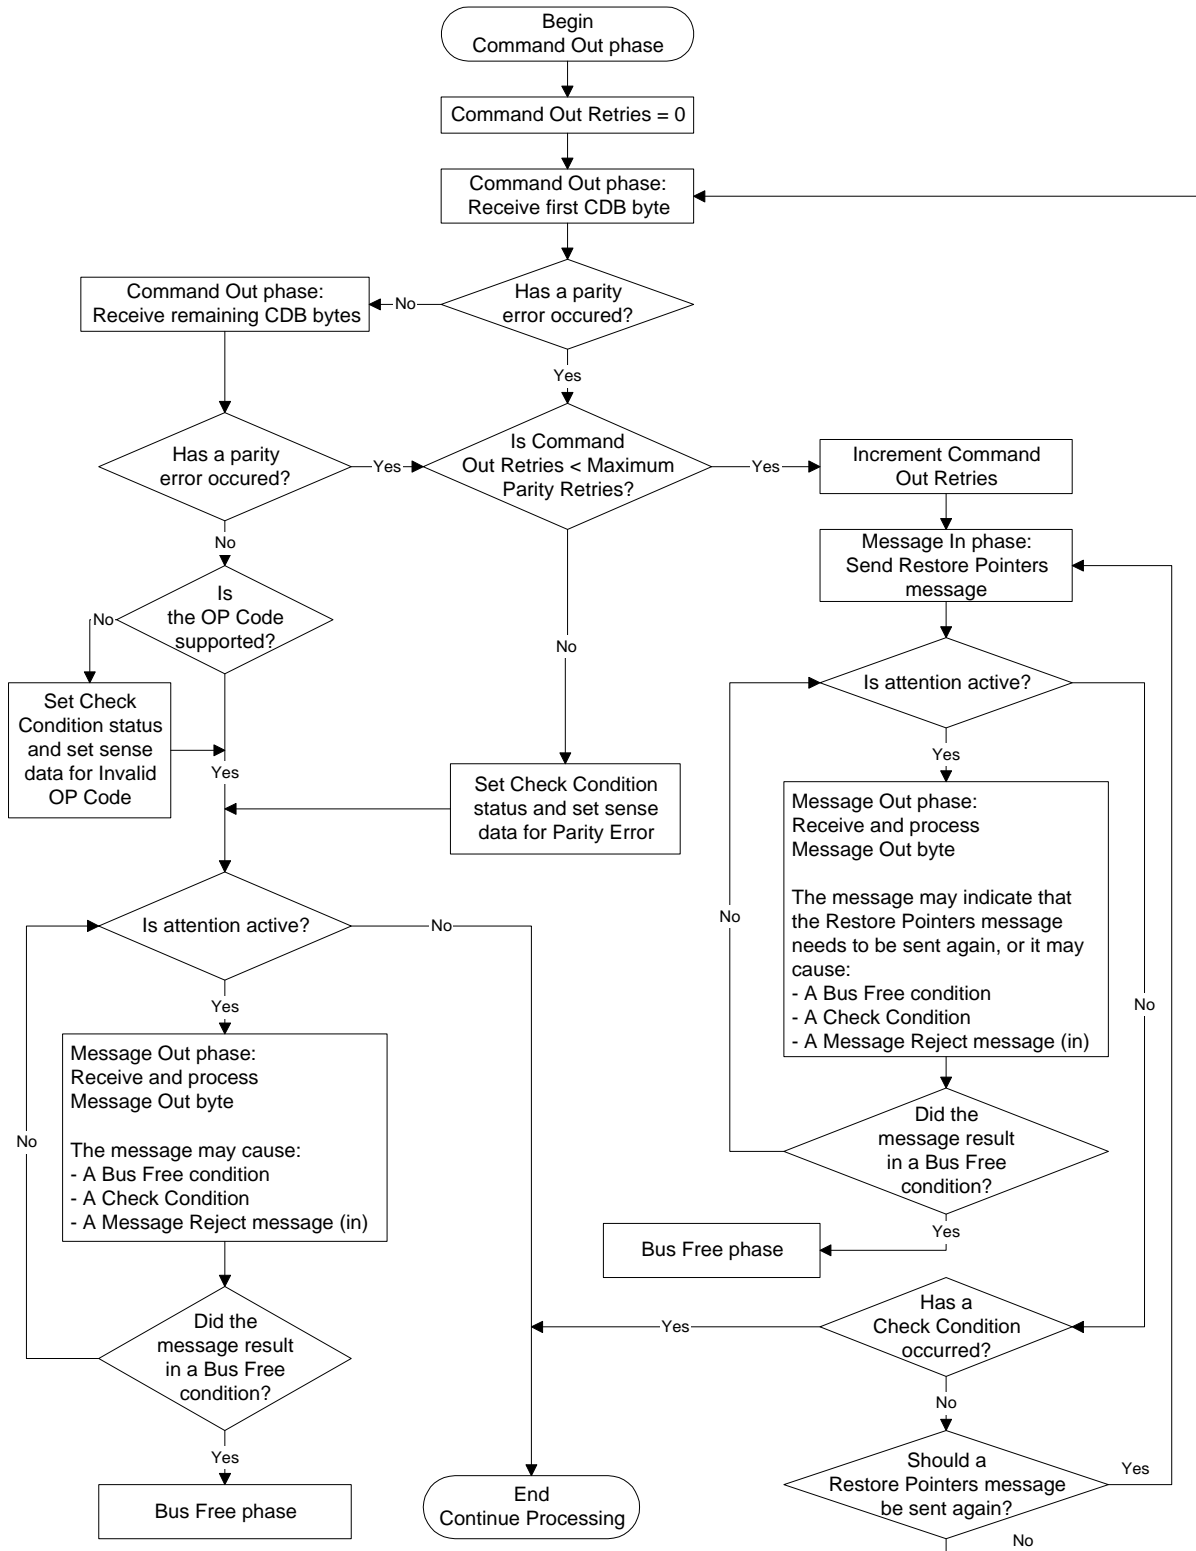 Begin
Command Out phase
Command Out Retries = 0
Command Out phase:
Receive first CDB byte
Command Out phase:
Receive remaining CDB bytes
No
Has a parity
error occured?
Yes
Has a parity
error occured?
Yes
Is Command
Out Retries < Maximum
Parity Retries?
Yes
Increment Command
Out Retries
No
Message In phase:
Send Restore Pointers
message
Is
the OP Code
supported?
No
No
Set Check
Condition status
and set sense
data for Invalid
OP Code
Yes
Set Check Condition
status and set sense
data for Parity Error
Is attention active?
Yes
Message Out phase:
Receive and process
Message Out byte
The message may indicate that
the Restore Pointers message
needs to be sent again, or it may
cause:
- A Bus Free condition
- A Check Condition
- A Message Reject message (in)
No
No
Is attention active?
No
Yes
Message Out phase:
Receive and process
Message Out byte
The message may cause:
- A Bus Free condition
- A Check Condition
- A Message Reject message (in)
No
Did the
message result
in a Bus Free
condition?
Yes
Bus Free phase
Has a
Check Condition
occurred?
Yes
No
Did the
message result
in a Bus Free
condition?
Yes
Bus Free phase
End
Continue Processing
Should a
Restore Pointers message
be sent again?
Yes
No